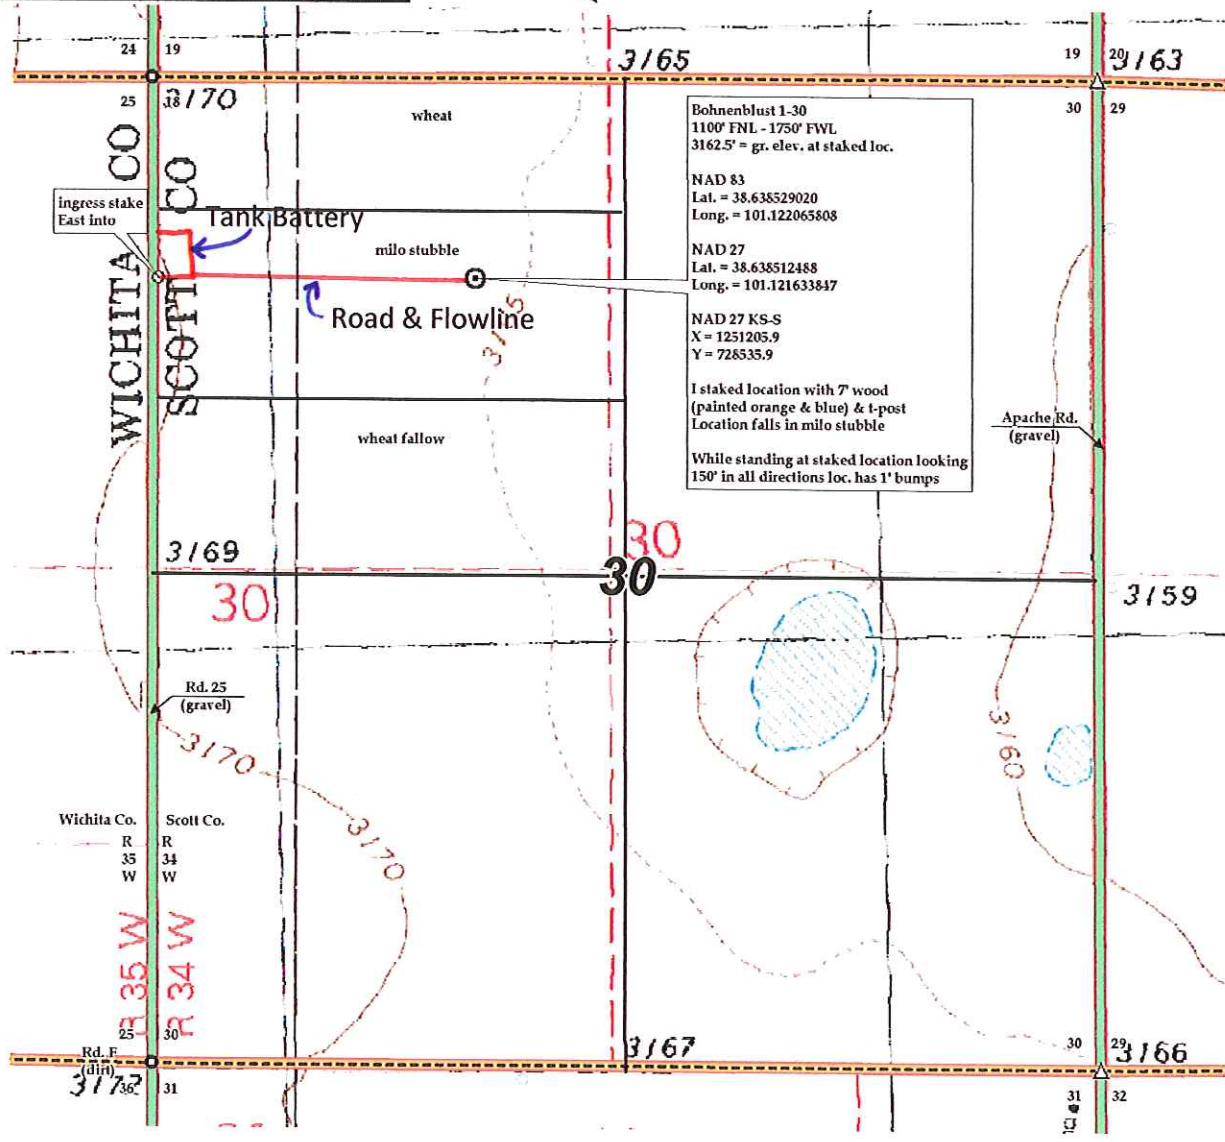 24 19
3165
19 20
3163
25 18
3170
30 29
wheat
WICHITA CO
SCOTT CO
ingress stake
East into
Tank Battery
milo stubble
Road & Flowline
Bohnenblust 1-30
1100' FNL - 1750' FWL
3162.5' = gr. elev. at staked loc.
NAD 83
Lat. = 38.638529020
Long. = 101.122065808
NAD 27
Lat. = 38.638512488
Long. = 101.121633847
NAD 27 KS-S
X = 1251205.9
Y = 728535.9
I staked location with 7' wood
(painted orange & blue) & t-post
Location falls in milo stubble
While standing at staked location looking
150' in all directions loc. has 1' bumps
Apache Rd.
(gravel)
wheat fallow
3169
30
30
30
3159
Rd. 25
(gravel)
3170
3160
3170
Wichita Co. Scott Co.
R R
35 34
W W
R 35 W
R 34 W
25 30
Rd. F
(dirt)
36 31
3167
30 29
3166
31 32